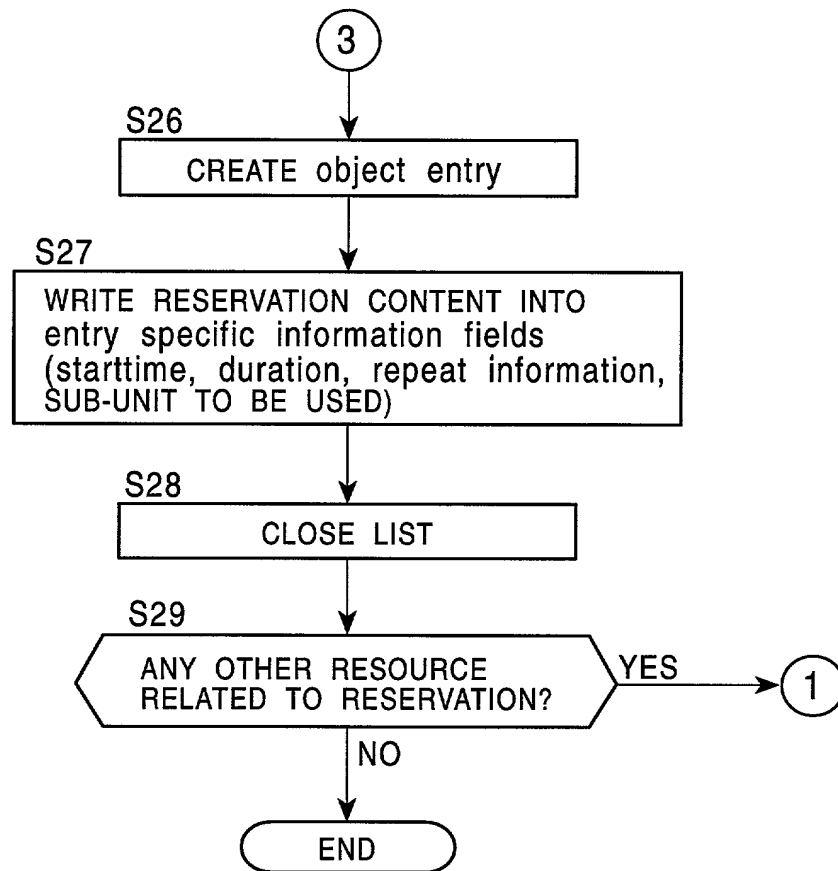 3
S26
CREATE object entry
S27
WRITE RESERVATION CONTENT INTO
entry specific information fields
(starttime, duration, repeat information,
SUB-UNIT TO BE USED)
S28
CLOSE LIST
S29
ANY OTHER RESOURCE
RELATED TO RESERVATION?
YES
1
NO
END